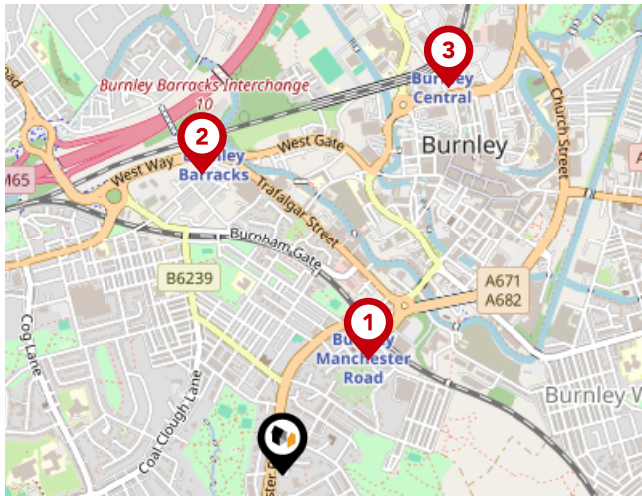 3
Burnley
Central
Burnley Barracks Interchange
10
Road
Church Street
2
Burnley
Barracks
West Way
West Gate
Burnley
M65
A
Trafalgar Street
Burnham Gate
B6239
A671
A682
Cog Lane
1
Burnley
Manchester
Road
Coal Clough Lane
Burnley W